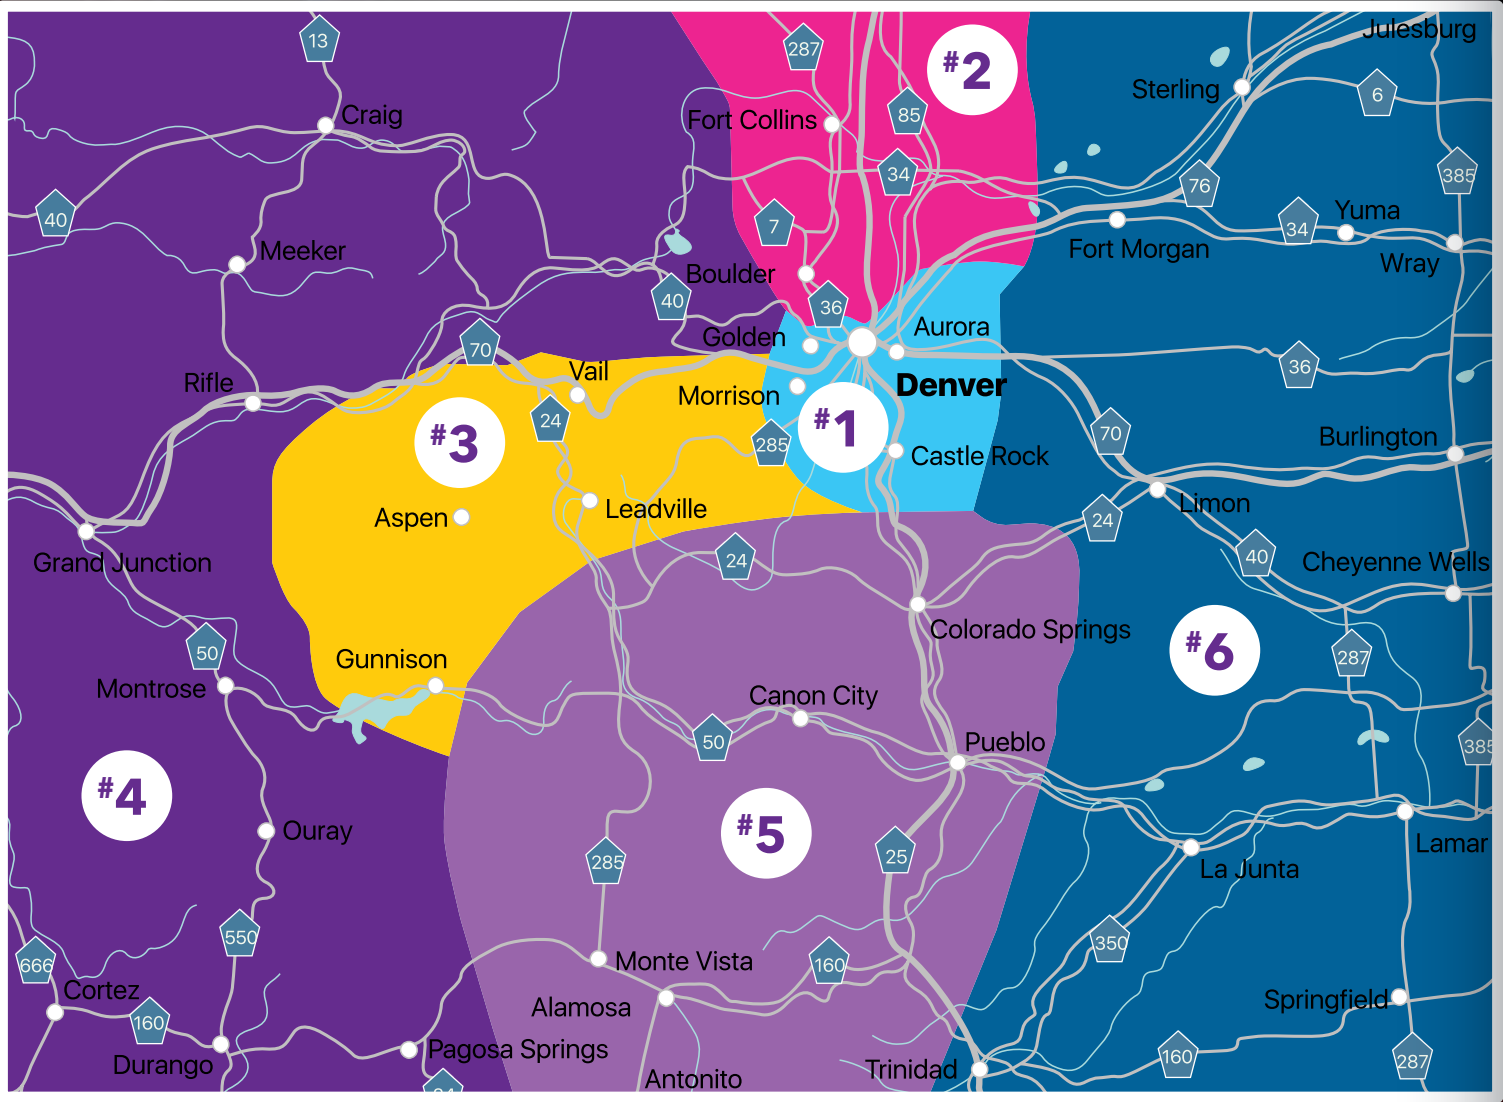 13
287
#2
Julesburg
Sterling
6
Craig
Fort Collins
85
34
385
76
40
7
Yuma
34
Meeker
Fort Morgan
Wray
Boulder
40
36
Golden
Aurora
70
Vail
36
Rifle
Morrison
Denver
24
#1
70
#3
285
Castle Rock
Burlington
Aspen
Leadville
Limon
24
Grand Junction
24
40
Cheyenne Wells
Colorado Springs
50
Gunnison
#6
287
Montrose
Canon City
50
Pueblo
385
#4
Ouray
#5
285
25
La Junta
Lamar
550
350
666
Monte Vista
160
Cortez
Alamosa
Springfield
160
Durango
Pagosa Springs
Antonito
Trinidad
160
287